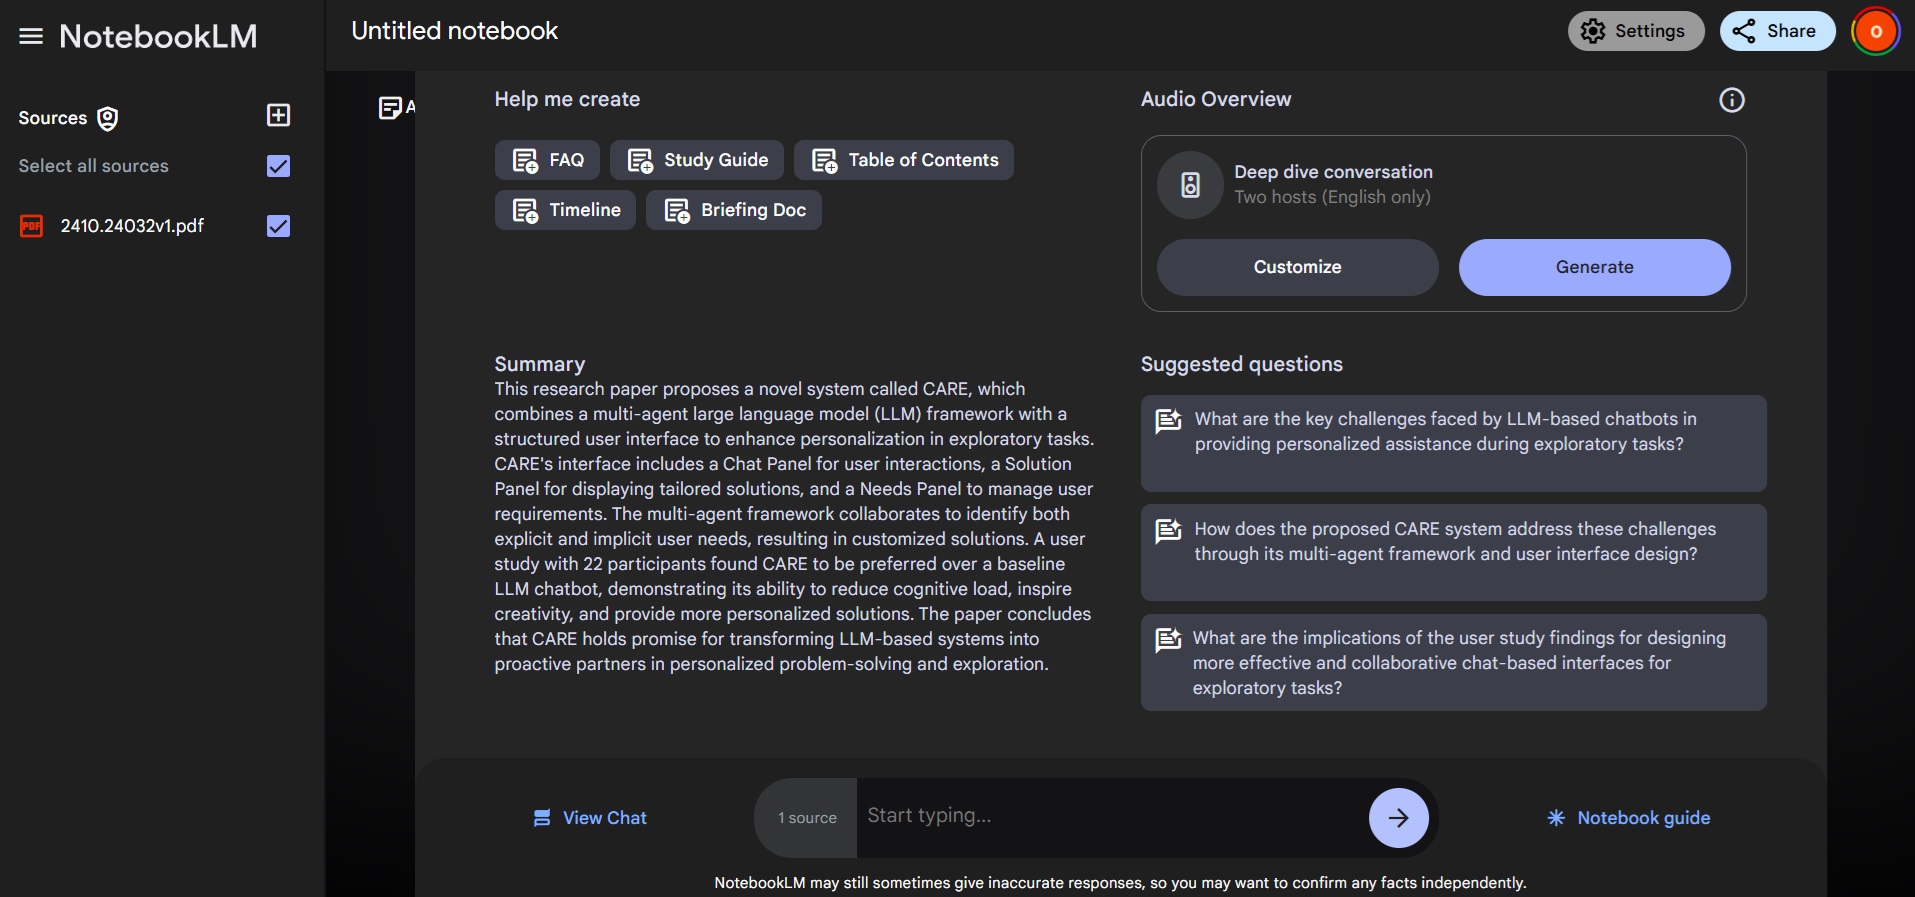 NotebookLM
Untitled notebook
Settings
Share
O
Sources
Select all sources
PDF
2410.24032v1.pdf
A
Help me create
FAQ
Study Guide
Table of Contents
Timeline
Briefing Doc
Audio Overview
Deep dive conversation
Two hosts (English only)
Customize
Generate
Summary
This research paper proposes a novel system called CARE, which
combines a multi-agent large language model (LLM) framework with a
structured user interface to enhance personalization in exploratory tasks.
CARE's interface includes a Chat Panel for user interactions, a Solution
Panel for displaying tailored solutions, and a Needs Panel to manage user
requirements. The multi-agent framework collaborates to identify both
explicit and implicit user needs, resulting in customized solutions. A user
study with 22 participants found CARE to be preferred over a baseline
LLM chatbot, demonstrating its ability to reduce cognitive load, inspire
creativity, and provide more personalized solutions. The paper concludes
that CARE holds promise for transforming LLM-based systems into
proactive partners in personalized problem-solving and exploration.
Suggested questions
What are the key challenges faced by LLM-based chatbots in
providing personalized assistance during exploratory tasks?
How does the proposed CARE system address these challenges
through its multi-agent framework and user interface design?
What are the implications of the user study findings for designing
more effective and collaborative chat-based interfaces for
exploratory tasks?
View Chat
1 source
Start typing...
Notebook guide
NotebookLM may still sometimes give inaccurate responses, so you may want to confirm any facts independently.